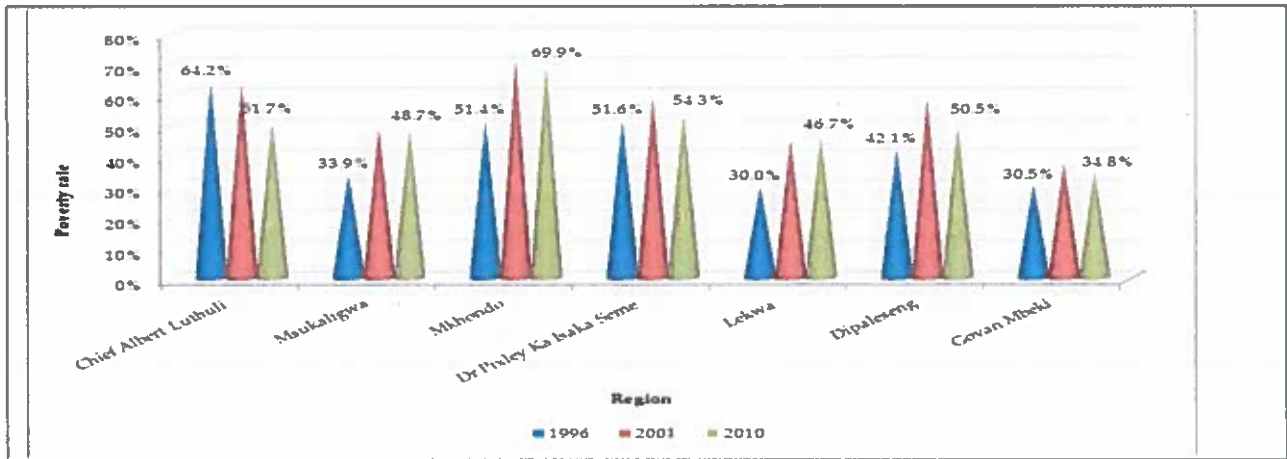 80%
70%
60%
50%
40%
30%
20%
10%
0%
Poverty rate
64.2%
51.7%
33.9%
48.7%
51.4%
69.9%
51.6%
54.3%
30.0%
46.7%
42.1%
50.5%
30.5%
34.8%
Chief Albert Luthuli
Msukaligwa
Mkhondo
Dr Pixley Ka Isaka Seme
Lekwa
Dipaleseng
Govan Mbeki
Region
1996 2001 2010